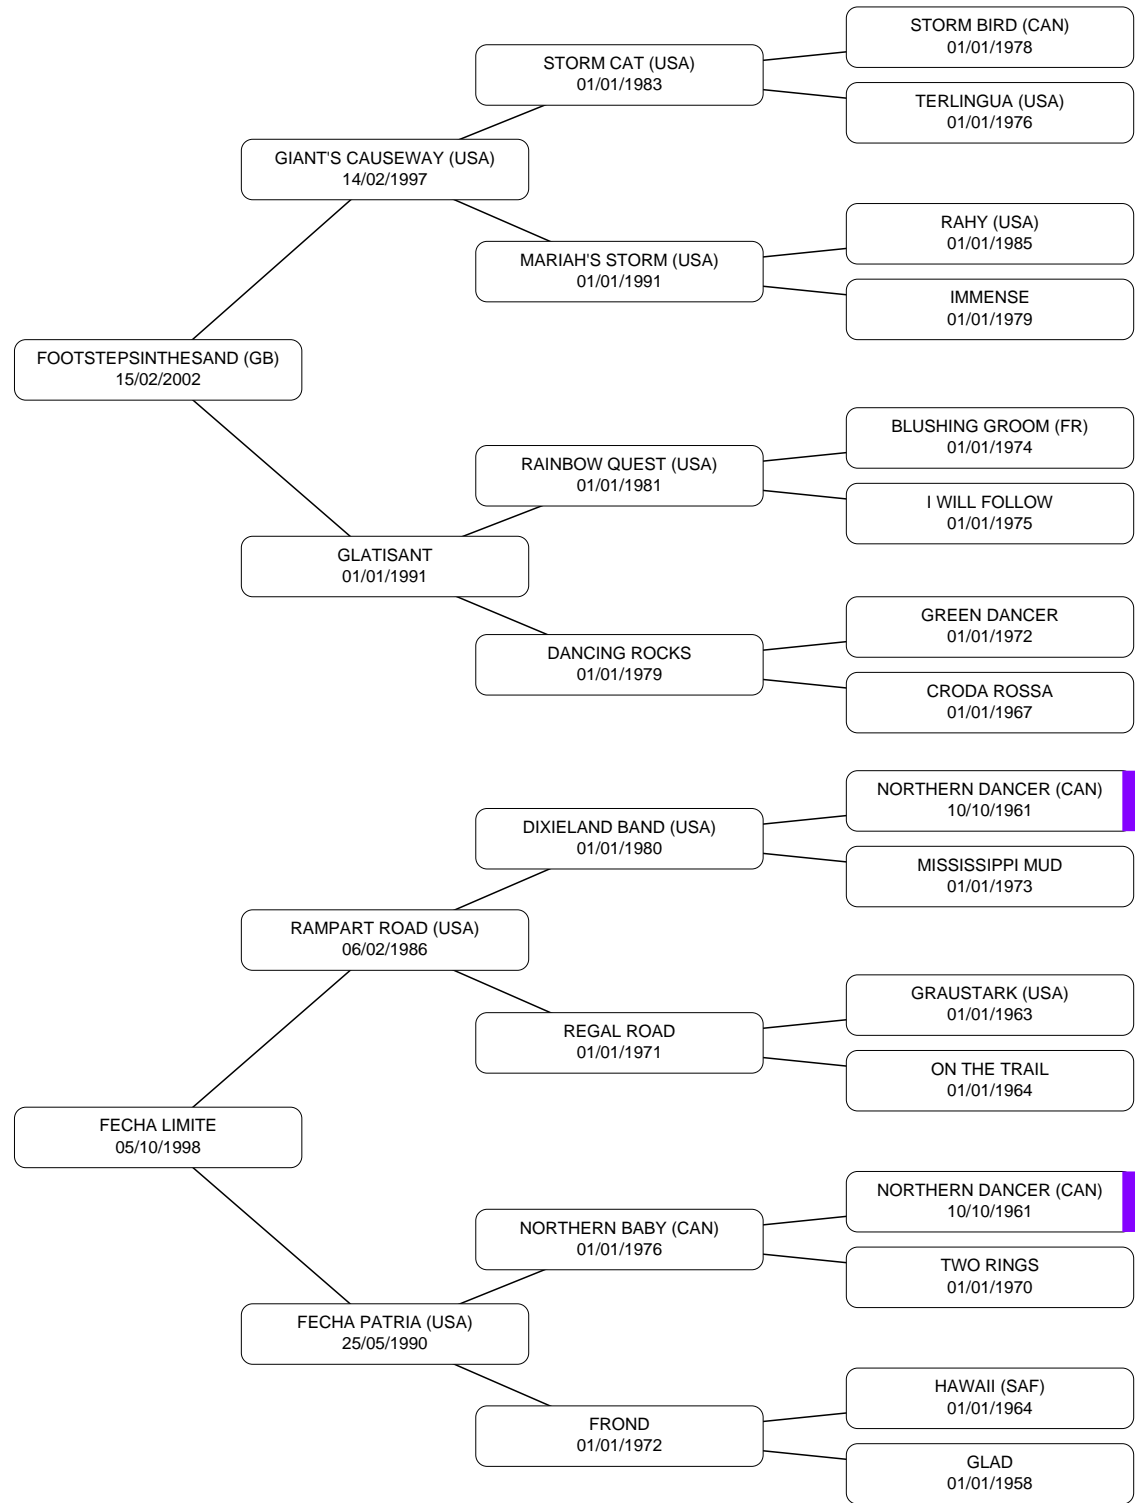 STORM BIRD (CAN)
01/01/1978
STORM CAT (USA)
01/01/1983
TERLINGUA (USA)
01/01/1976
GIANT'S CAUSEWAY (USA)
14/02/1997
RAHY (USA)
01/01/1985
MARIAH'S STORM (USA)
01/01/1991
IMMENSE
01/01/1979
FOOTSTEPSINTHESAND (GB)
15/02/2002
BLUSHING GROOM (FR)
01/01/1974
RAINBOW QUEST (USA)
01/01/1981
I WILL FOLLOW
01/01/1975
GLATISANT
01/01/1991
GREEN DANCER
01/01/1972
DANCING ROCKS
01/01/1979
CRODA ROSSA
01/01/1967
NORTHERN DANCER (CAN)
10/10/1961
DIXIELAND BAND (USA)
01/01/1980
MISSISSIPPI MUD
01/01/1973
RAMPART ROAD (USA)
06/02/1986
GRAUSTARK (USA)
01/01/1963
REGAL ROAD
01/01/1971
ON THE TRAIL
01/01/1964
FECHA LIMITE
05/10/1998
NORTHERN DANCER (CAN)
10/10/1961
NORTHERN BABY (CAN)
01/01/1976
TWO RINGS
01/01/1970
FECHA PATRIA (USA)
25/05/1990
HAWAII (SAF)
01/01/1964
FROND
01/01/1972
GLAD
01/01/1958